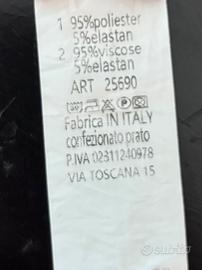 1 95%poliester
5%elastan
2 95%viscose
5%elastan
ART 25690
Fabrica IN ITALY
confezionato prato
P.IVA 02311240978
VIA TOSCANA 15
subito